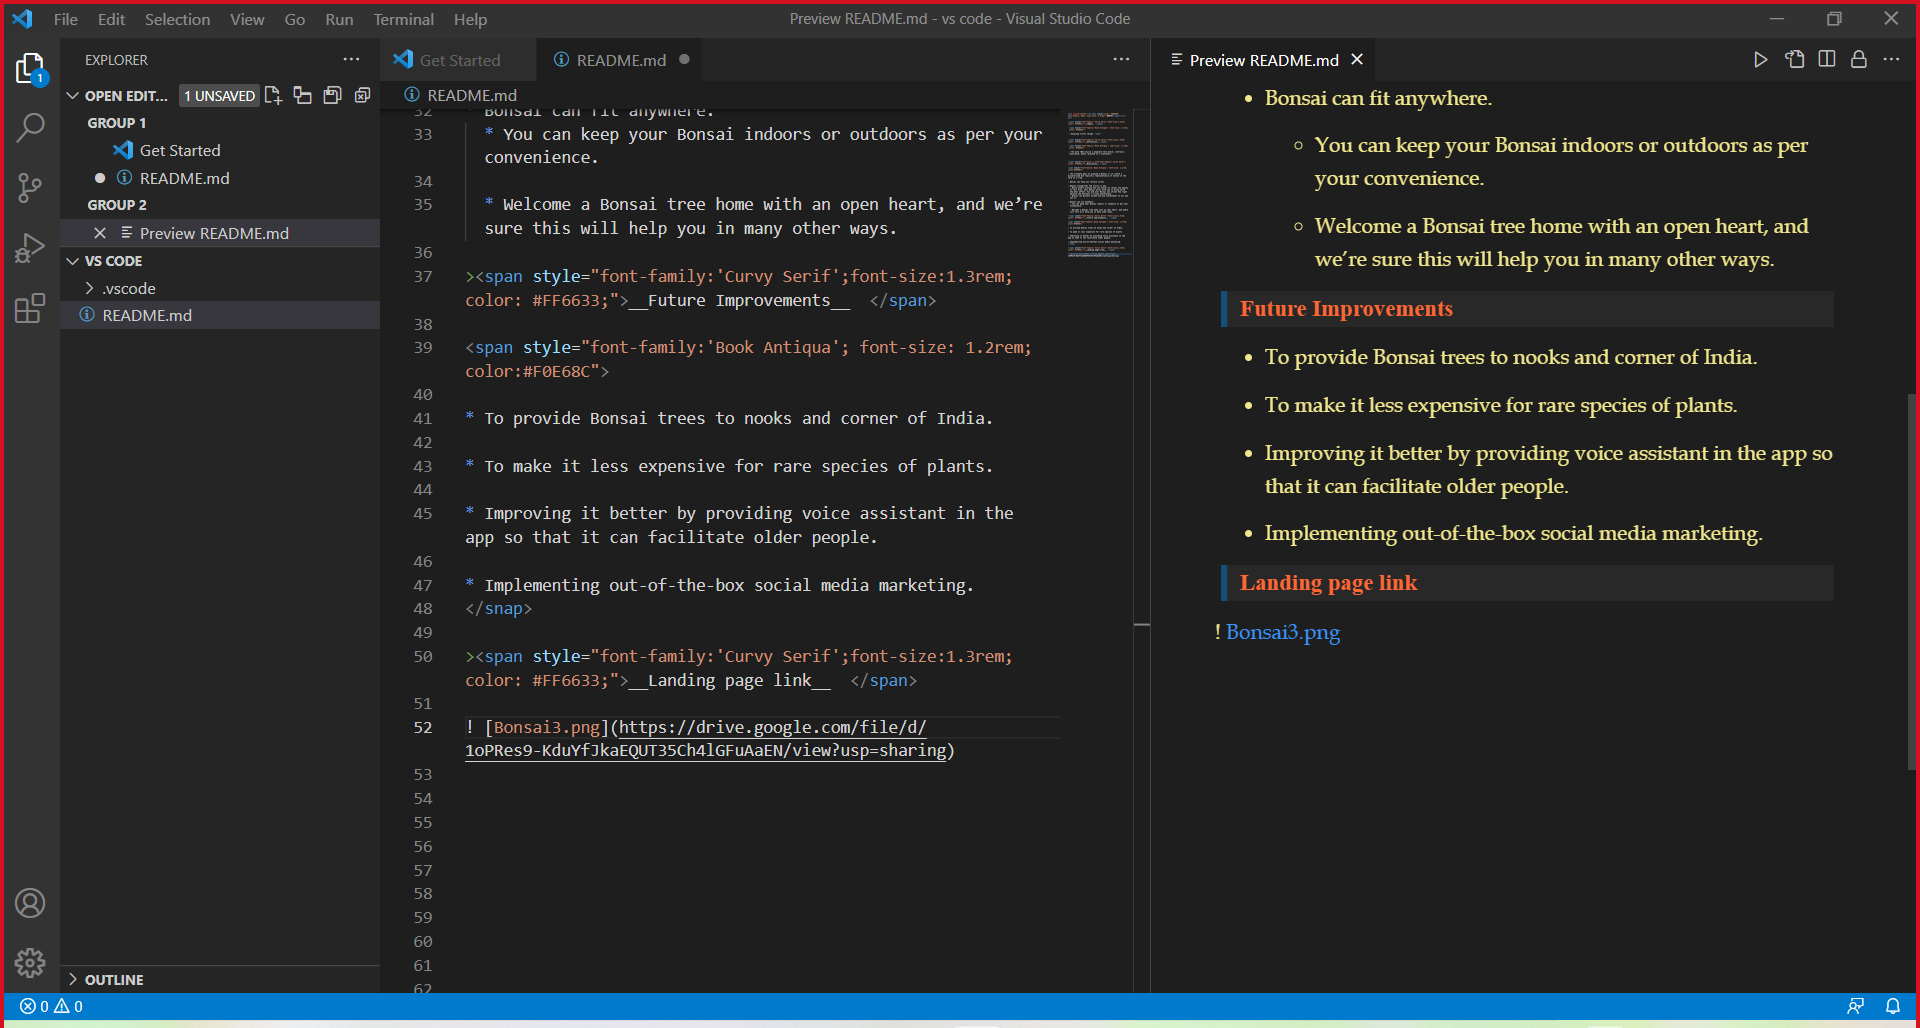 File Edit Selection View Go Run Terminal Help
Preview README.md - vs code - Visual Studio Code
EXPLORER
1
OPEN EDIT... 1 UNSAVED
GROUP 1
Get Started
README.md
GROUP 2
Preview README.md
VS CODE
.vscode
README.md
OUTLINE
Get Started README.md
README.md
32 Bonsai can fit anywhere.
33 * You can keep your Bonsai indoors or outdoors as per your
convenience.
34
35 * Welcome a Bonsai tree home with an open heart, and we’re
sure this will help you in many other ways.
36
37 ><span style="font-family:'Curvy Serif';font-size:1.3rem;
color: #FF6633;">__Future Improvements__ </span>
38
39 <span style="font-family:'Book Antiqua'; font-size: 1.2rem;
color:#F0E68C">
40
41 * To provide Bonsai trees to nooks and corner of India.
42
43 * To make it less expensive for rare species of plants.
44
45 * Improving it better by providing voice assistant in the
app so that it can facilitate older people.
46
47 * Implementing out-of-the-box social media marketing.
48 </snap>
49
50 ><span style="font-family:'Curvy Serif';font-size:1.3rem;
color: #FF6633;">__Landing page link__ </span>
51
52 ! [Bonsai3.png](https://drive.google.com/file/d/
1oPRes9-KduYfJkaEQUT35Ch4lGFuAaEN/view?usp=sharing)
53
54
55
56
57
58
59
60
61
62
Preview README.md
• Bonsai can fit anywhere.
◦ You can keep your Bonsai indoors or outdoors as per
your convenience.
◦ Welcome a Bonsai tree home with an open heart, and
we’re sure this will help you in many other ways.
Future Improvements
• To provide Bonsai trees to nooks and corner of India.
• To make it less expensive for rare species of plants.
• Improving it better by providing voice assistant in the app so
that it can facilitate older people.
• Implementing out-of-the-box social media marketing.
Landing page link
! Bonsai3.png
0 0